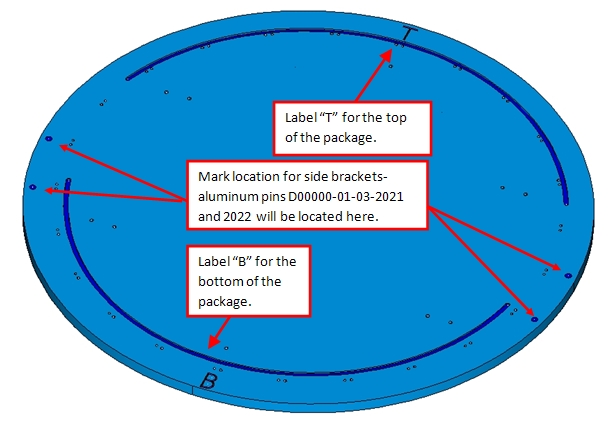 T
Label “T” for the top
of the package.
Mark location for side brackets-
aluminum pins D00000-01-03-2021
and 2022 will be located here.
Label “B” for the
bottom of the
package.
B